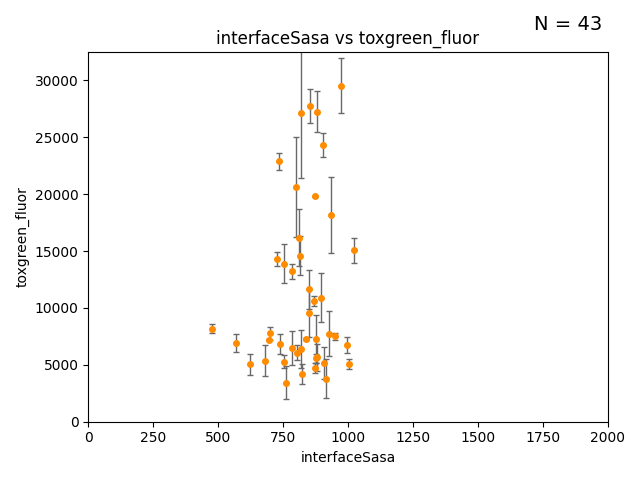 N = 43
interfaceSasa vs toxgreen_fluor
30000
25000
20000
15000
10000
5000
0
toxgreen_fluor
0 250 500 750 1000 1250 1500 1750 2000
interfaceSasa